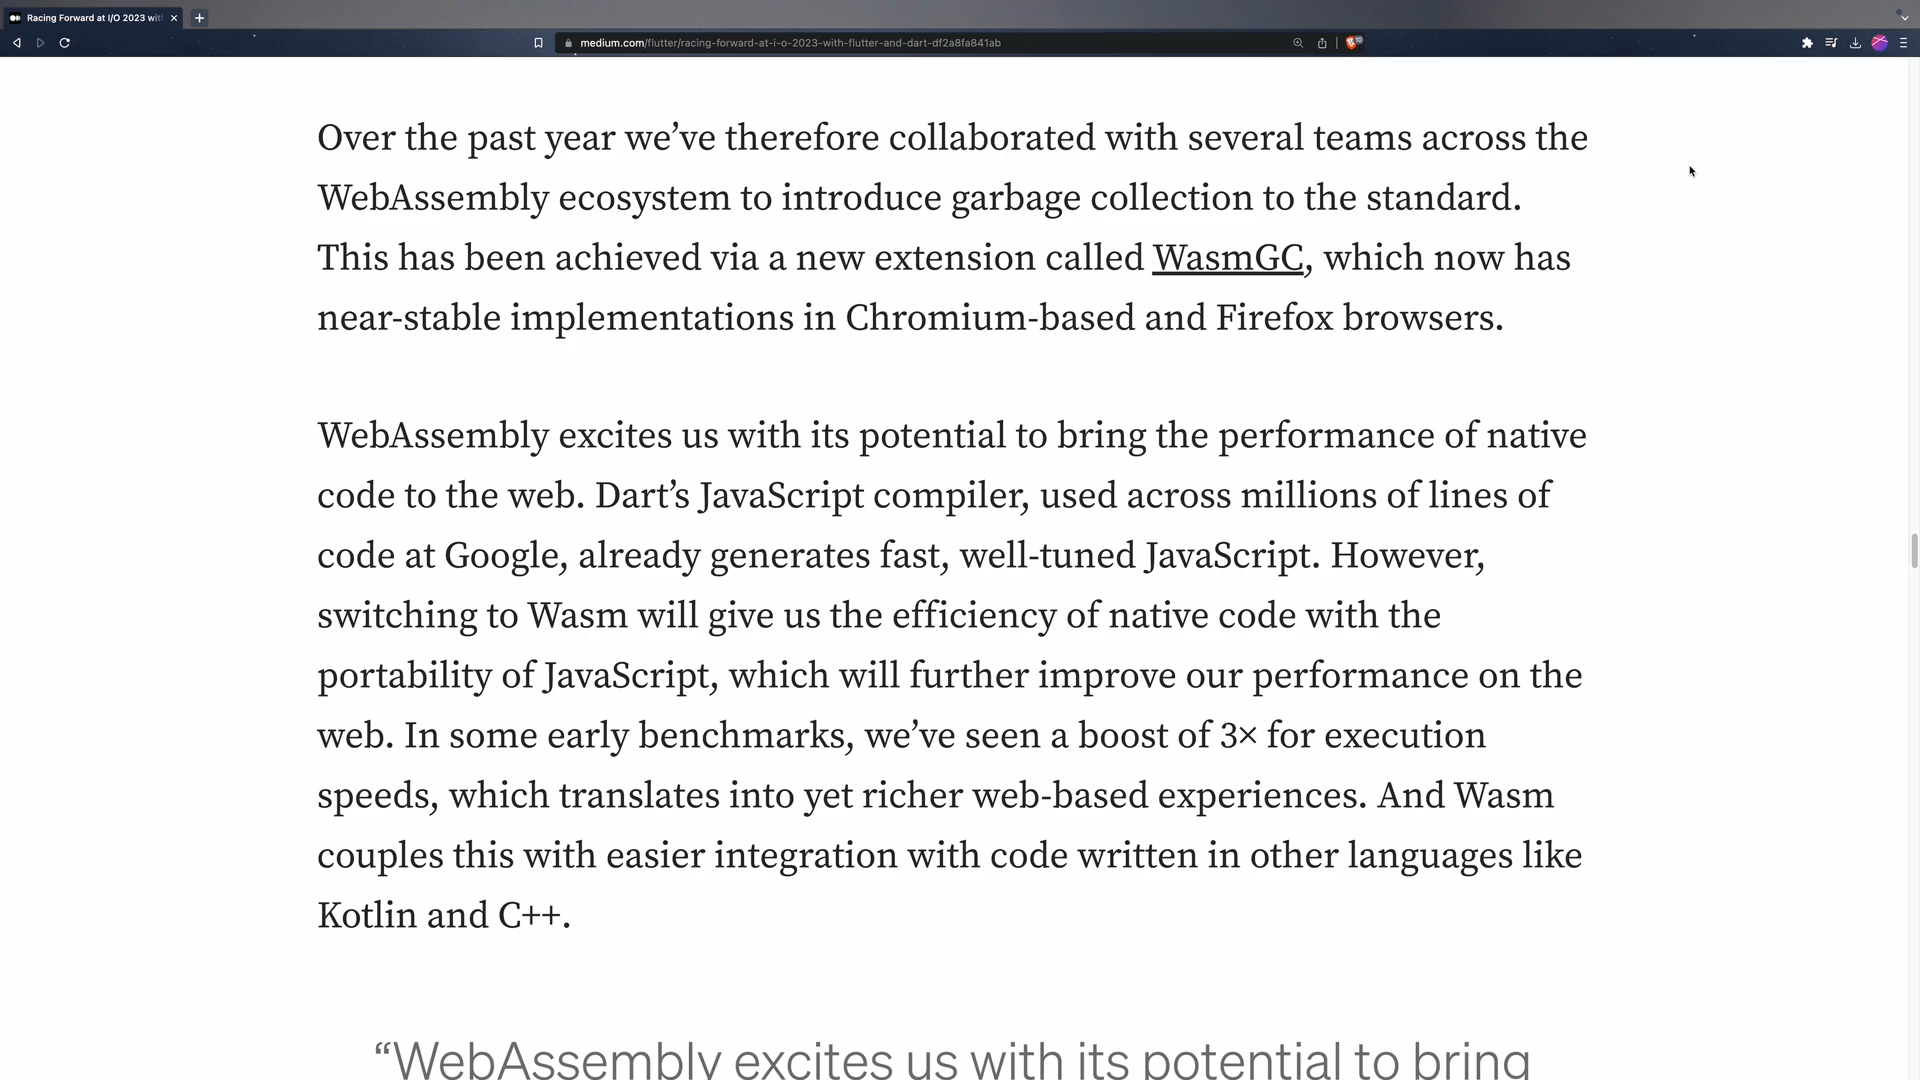 Racing Forward at I/O 2023 wit
medium.com/flutter/racing-forward-at-i-o-2023-with-flutter-and-dart-df2a8fa841ab
Over the past year we’ve therefore collaborated with several teams across the
WebAssembly ecosystem to introduce garbage collection to the standard.
This has been achieved via a new extension called WasmGC, which now has
near-stable implementations in Chromium-based and Firefox browsers.
WebAssembly excites us with its potential to bring the performance of native
code to the web. Dart’s JavaScript compiler, used across millions of lines of
code at Google, already generates fast, well-tuned JavaScript. However,
switching to Wasm will give us the efficiency of native code with the
portability of JavaScript, which will further improve our performance on the
web. In some early benchmarks, we’ve seen a boost of 3× for execution
speeds, which translates into yet richer web-based experiences. And Wasm
couples this with easier integration with code written in other languages like
Kotlin and C++.
“WebAssembly excites us with its potential to bring